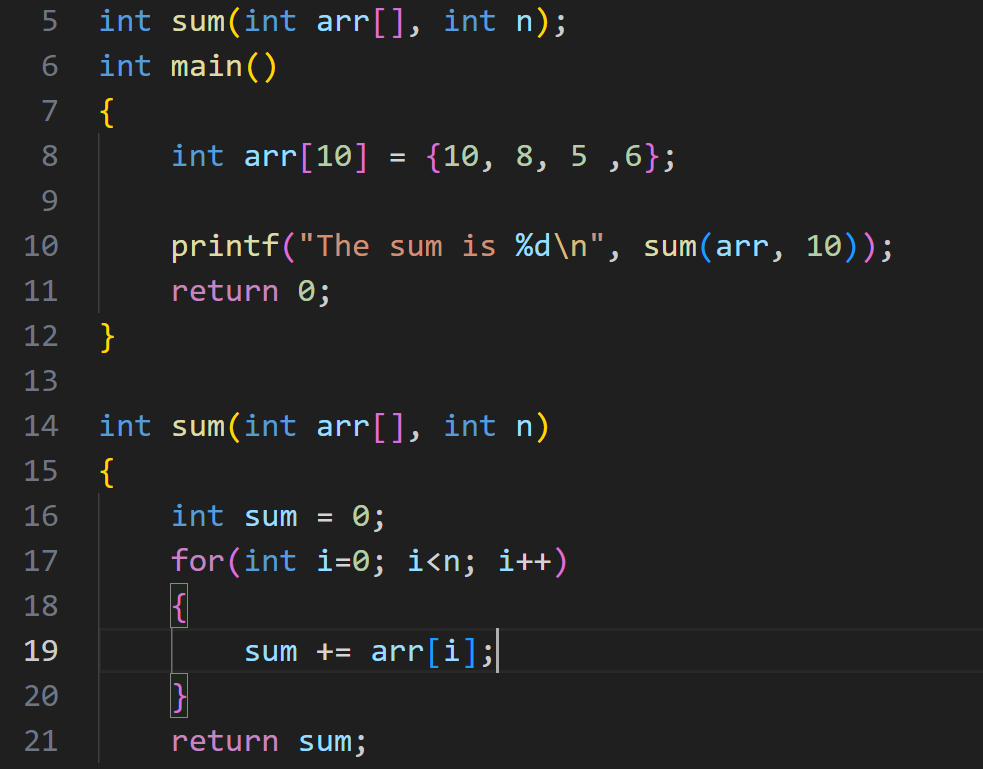 5 int sum(int arr[], int n);
6 int main()
7 {
8     int arr[10] = {10, 8, 5 ,6};
9
10     printf("The sum is %d\n", sum(arr, 10));
11     return 0;
12 }
13
14 int sum(int arr[], int n)
15 {
16     int sum = 0;
17     for(int i=0; i<n; i++)
18     {
19         sum += arr[i];
20     }
21     return sum;